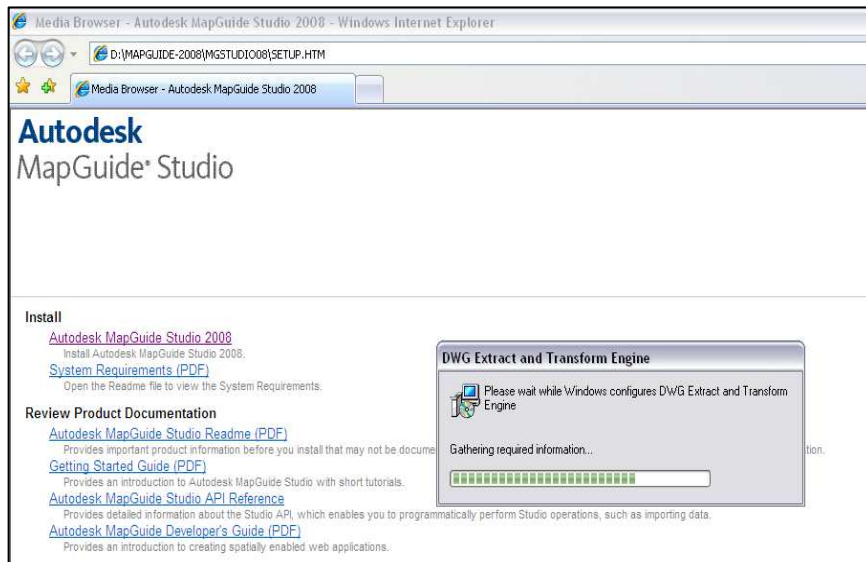 Media Browser - Autodesk MapGuide Studio 2008 - Windows Internet Explorer
D:\MAPGUIDE-2008\MGSTUDIO08\SETUP.HTM
Media Browser - Autodesk MapGuide Studio 2008
Autodesk
MapGuide® Studio
Install
Autodesk MapGuide Studio 2008
Install Autodesk MapGuide Studio 2008.
System Requirements (PDF)
Open the Readme file to view the System Requirements.
DWG Extract and Transform Engine
Please wait while Windows configures DWG Extract and Transform
Engine
Gathering required information...
Review Product Documentation
Autodesk MapGuide Studio Readme (PDF)
Provides important product information before you install that may not be docume tion.
Getting Started Guide (PDF)
Provides an introduction to Autodesk MapGuide Studio with short tutorials.
Autodesk MapGuide Studio API Reference
Provides detailed information about the Studio API, which enables you to programmatically perform Studio operations, such as importing data.
Autodesk MapGuide Developer's Guide (PDF)
Provides an introduction to creating spatially enabled web applications.